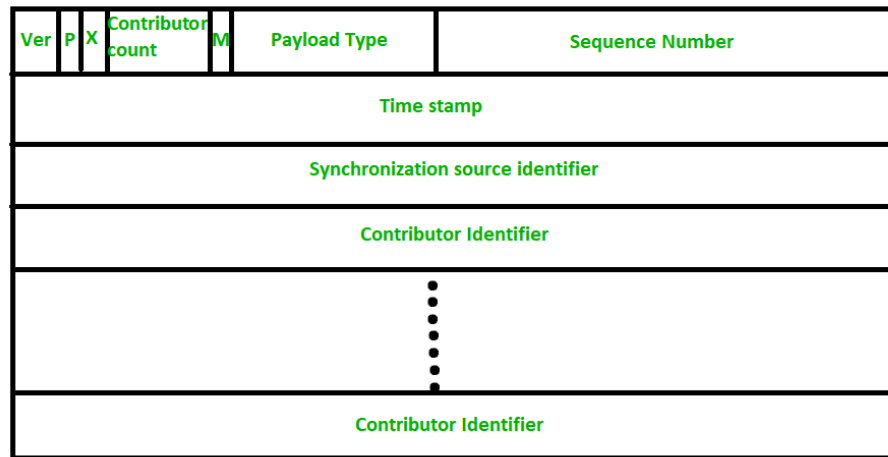 Ver P X Contributor count M Payload Type Sequence Number
Time stamp
Synchronization source identifier
Contributor Identifier
Contributor Identifier